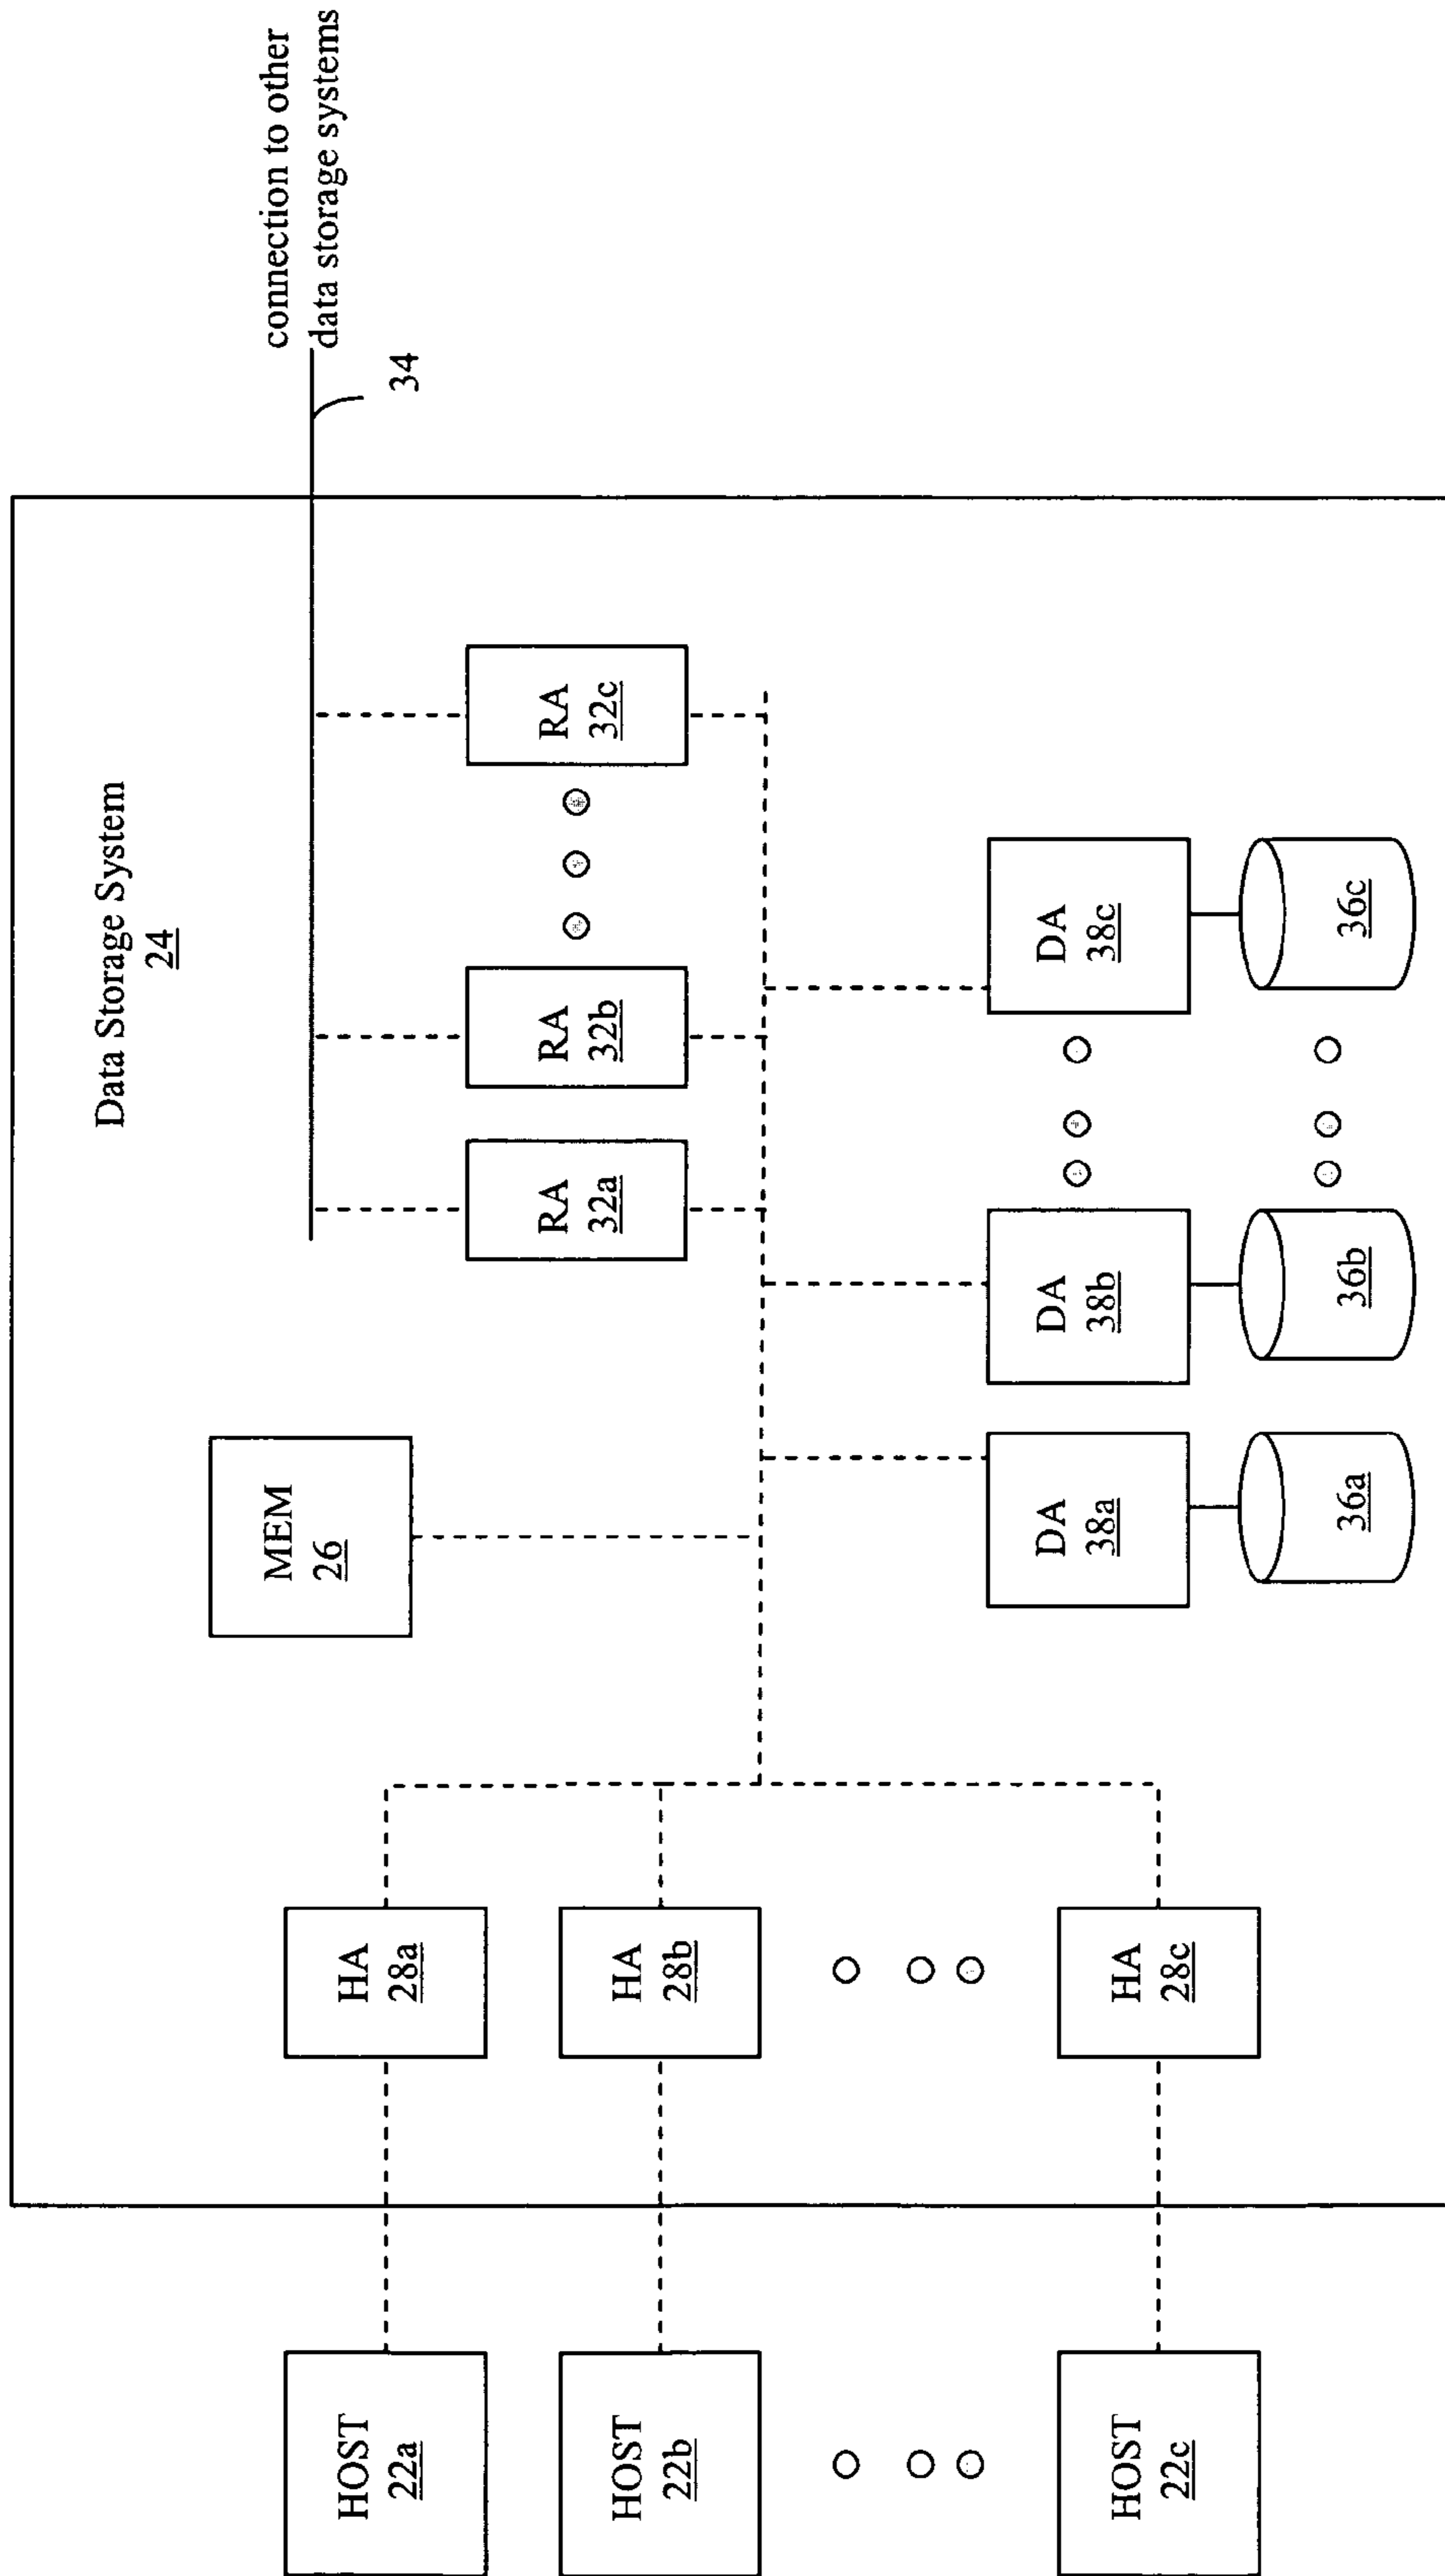 Data Storage System
24
connection to other
data storage systems
34
HOST
22a
HOST
22b
HOST
22c
HA
28a
HA
28b
HA
28c
MEM
26
RA
32a
RA
32b
RA
32c
DA
38a
DA
38b
DA
38c
36a
36b
36c